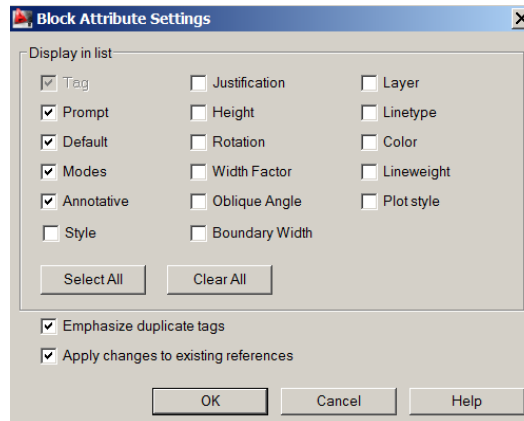 Block Attribute Settings
Display in list
Tag Justification Layer
Prompt Height Linetype
Default Rotation Color
Modes Width Factor Lineweight
Annotative Oblique Angle Plot style
Style Boundary Width
Select All Clear All
Emphasize duplicate tags
Apply changes to existing references
OK Cancel Help